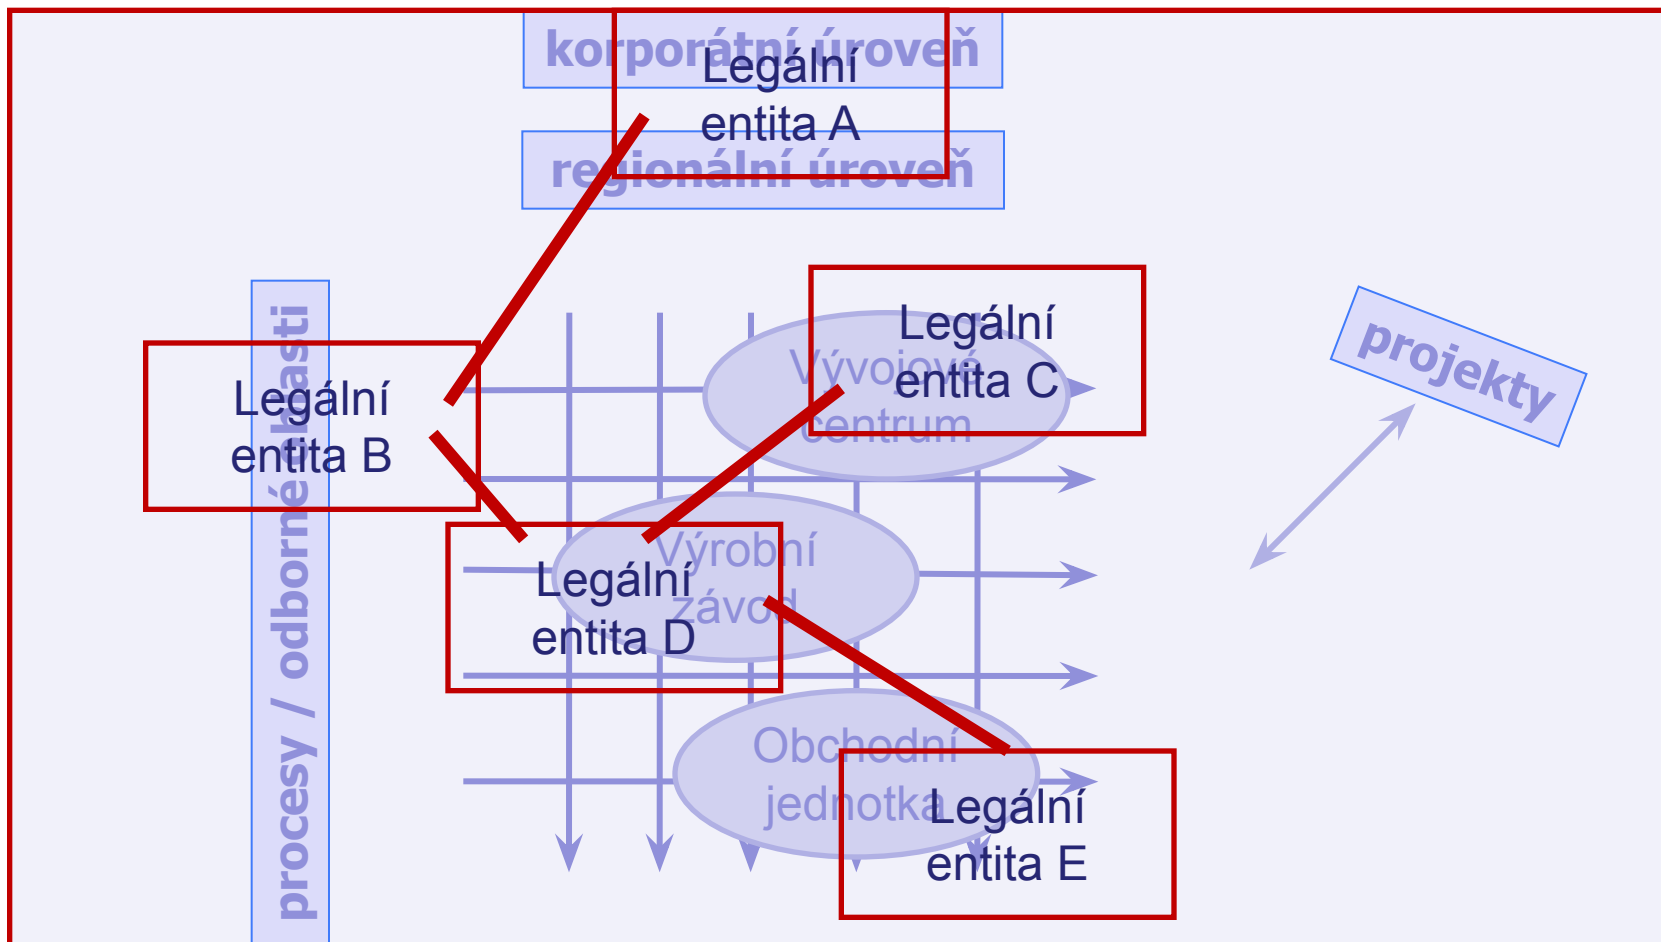 korporátní úroveň
Legální
entita A
regionální úroveň
procesy / odborné oblasti
Legální
entita B
Legální
entita C
Vývojové
centrum
projekty
Výrobní
závod
Legální
entita D
Obchodní
jednotka
Legální
entita E